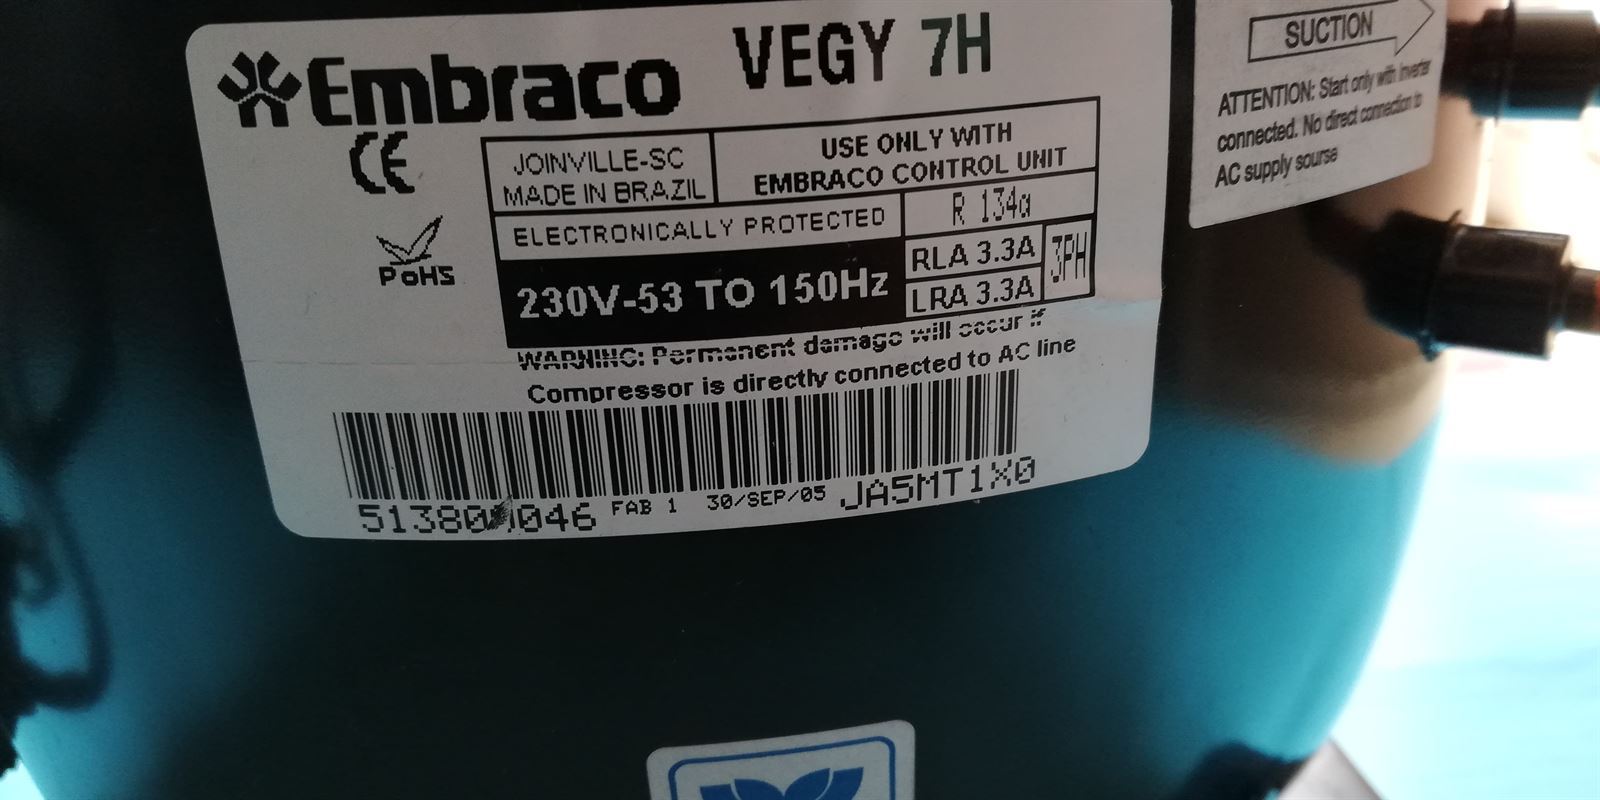 Embraco VEGY 7H
CE
JOINVILLE-SC
MADE IN BRAZIL
USE ONLY WITH
EMBRACO CONTROL UNIT
ELECTRONICALLY PROTECTED
R 134a
230V-53 TO 150Hz
RLA 3.3A
LRA 3.3A
3PH
RoHS
WARNING: Permanent damage will occur if
Compressor is directly connected to AC line
FAB 1 30/SEP/05 JA5MT1X0
SUCTION
ATTENTION: Start only with Inverter
connected. No direct connection to
AC supply sourse